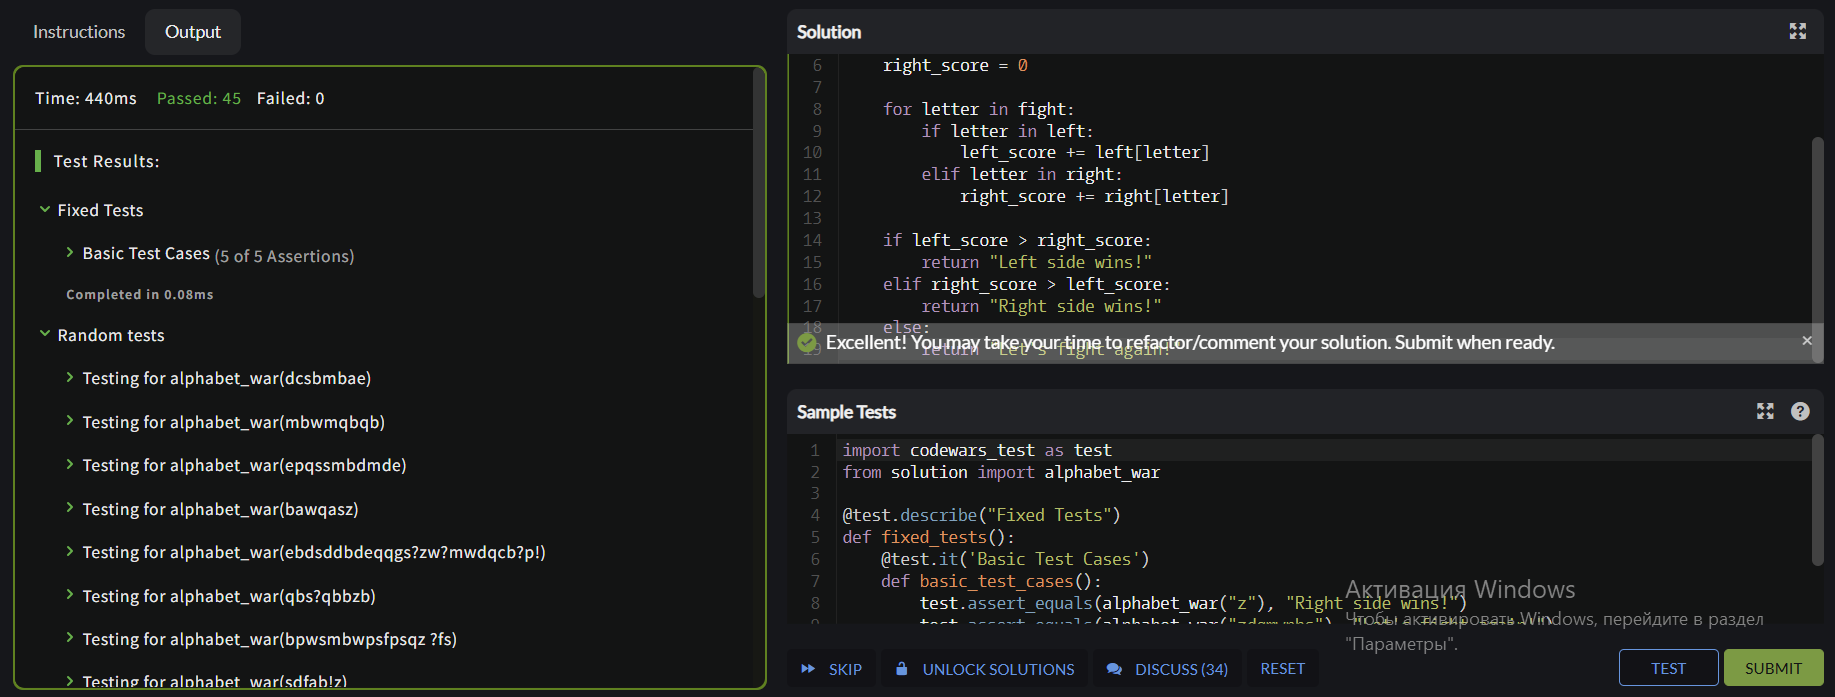 Instructions
Output
Time: 440ms Passed: 45 Failed: 0
Test Results:
Fixed Tests
Basic Test Cases (5 of 5 Assertions)
Completed in 0.08ms
Random tests
Testing for alphabet_war(dcsbmbae)
Testing for alphabet_war(mbwmqbqb)
Testing for alphabet_war(epqssmbdmde)
Testing for alphabet_war(bawqasz)
Testing for alphabet_war(ebdsddbdeqqgs?zw?mwdqcb?p!)
Testing for alphabet_war(qbs?qbbzb)
Testing for alphabet_war(bpwsmbwpsfpsqz ?fs)
Testing for alphabet_war(sdfab!z)
Solution
6 right_score = 0
7
8 for letter in fight:
9 if letter in left:
10 left_score += left[letter]
11 elif letter in right:
12 right_score += right[letter]
13
14 if left_score > right_score:
15 return "Left side wins!"
16 elif right_score > left_score:
17 return "Right side wins!"
18 else:
19 return "Let's fight again!"
Excellent! You may take your time to refactor/comment your solution. Submit when ready.
Sample Tests
1 import codewars_test as test
2 from solution import alphabet_war
3
4 @test.describe("Fixed Tests")
5 def fixed_tests():
6 @test.it('Basic Test Cases')
7 def basic_test_cases():
8 test.assert_equals(alphabet_war("z"), "Right side wins!")
Активация Windows
Чтобы активировать Windows, перейдите в раздел
"Параметры".
SKIP
UNLOCK SOLUTIONS
DISCUSS (34)
RESET
TEST
SUBMIT